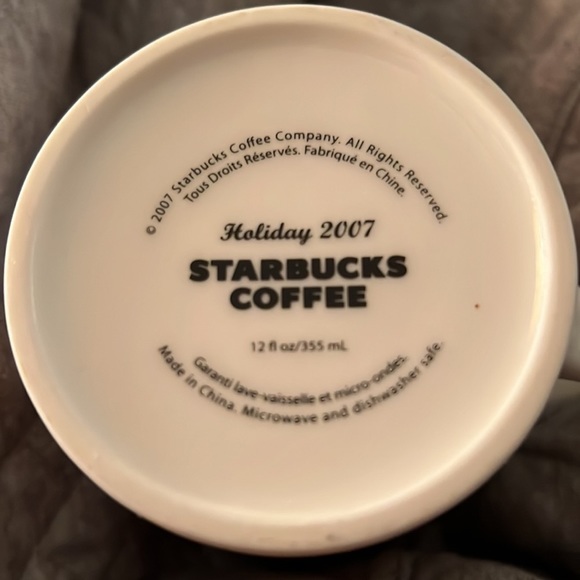 © 2007 Starbucks Coffee Company. All Rights Reserved.
Tous Droits Réservés. Fabriqué en Chine.
Holiday 2007
STARBUCKS
COFFEE
12 fl oz/355 mL
Garanti lave-vaisselle et micro-ondes.
Made in China. Microwave and dishwasher safe.